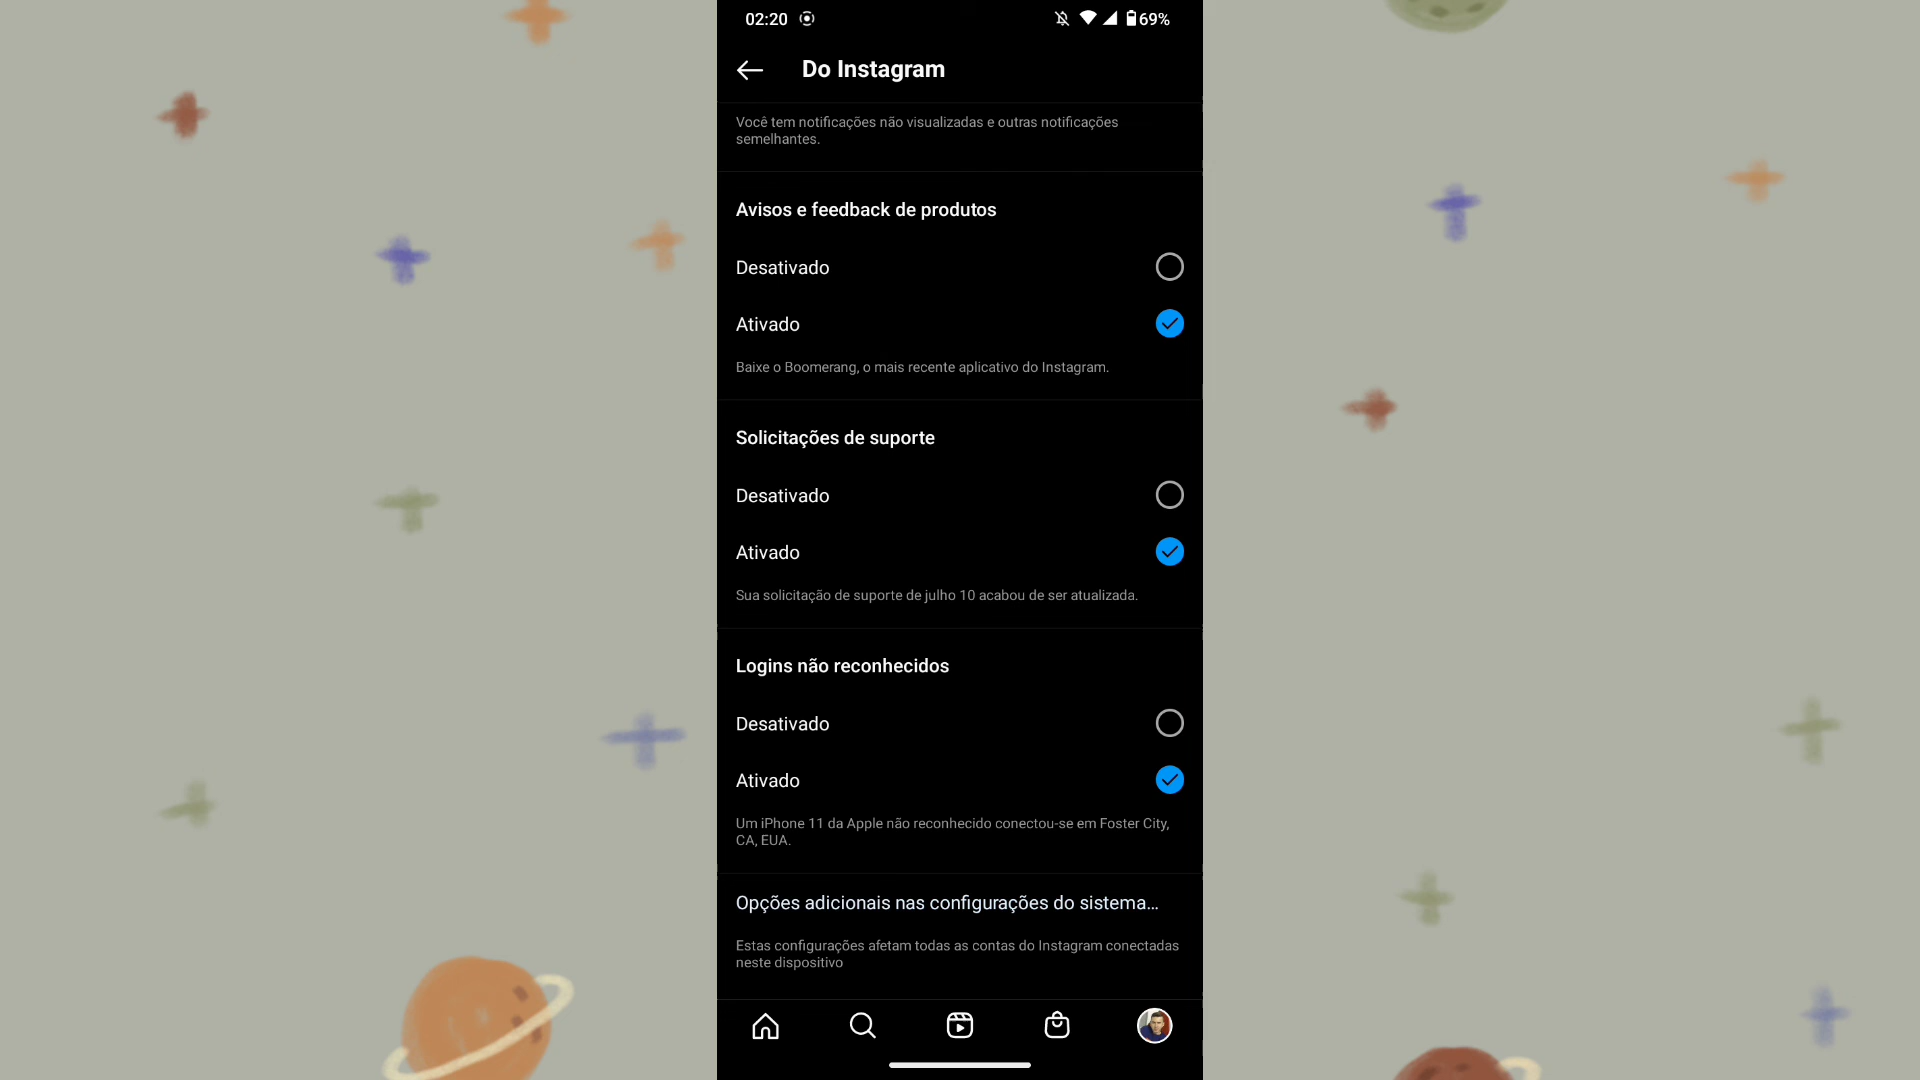 02:20
69%
Do Instagram
Você tem notificações não visualizadas e outras notificações
semelhantes.
Avisos e feedback de produtos
Desativado
Ativado
Baixe o Boomerang, o mais recente aplicativo do Instagram.
Solicitações de suporte
Desativado
Ativado
Sua solicitação de suporte de julho 10 acabou de ser atualizada.
Logins não reconhecidos
Desativado
Ativado
Um iPhone 11 da Apple não reconhecido conectou-se em Foster City,
CA, EUA.
Opções adicionais nas configurações do sistema...
Estas configurações afetam todas as contas do Instagram conectadas
neste dispositivo